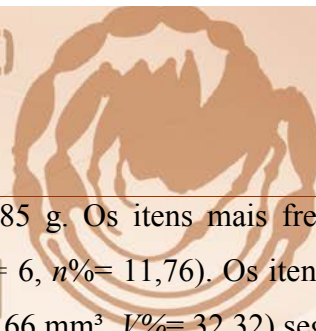 85 g. Os itens mais fre
= 6, n%= 11,76). Os iten
66 mm³, V%= 32,32) seg